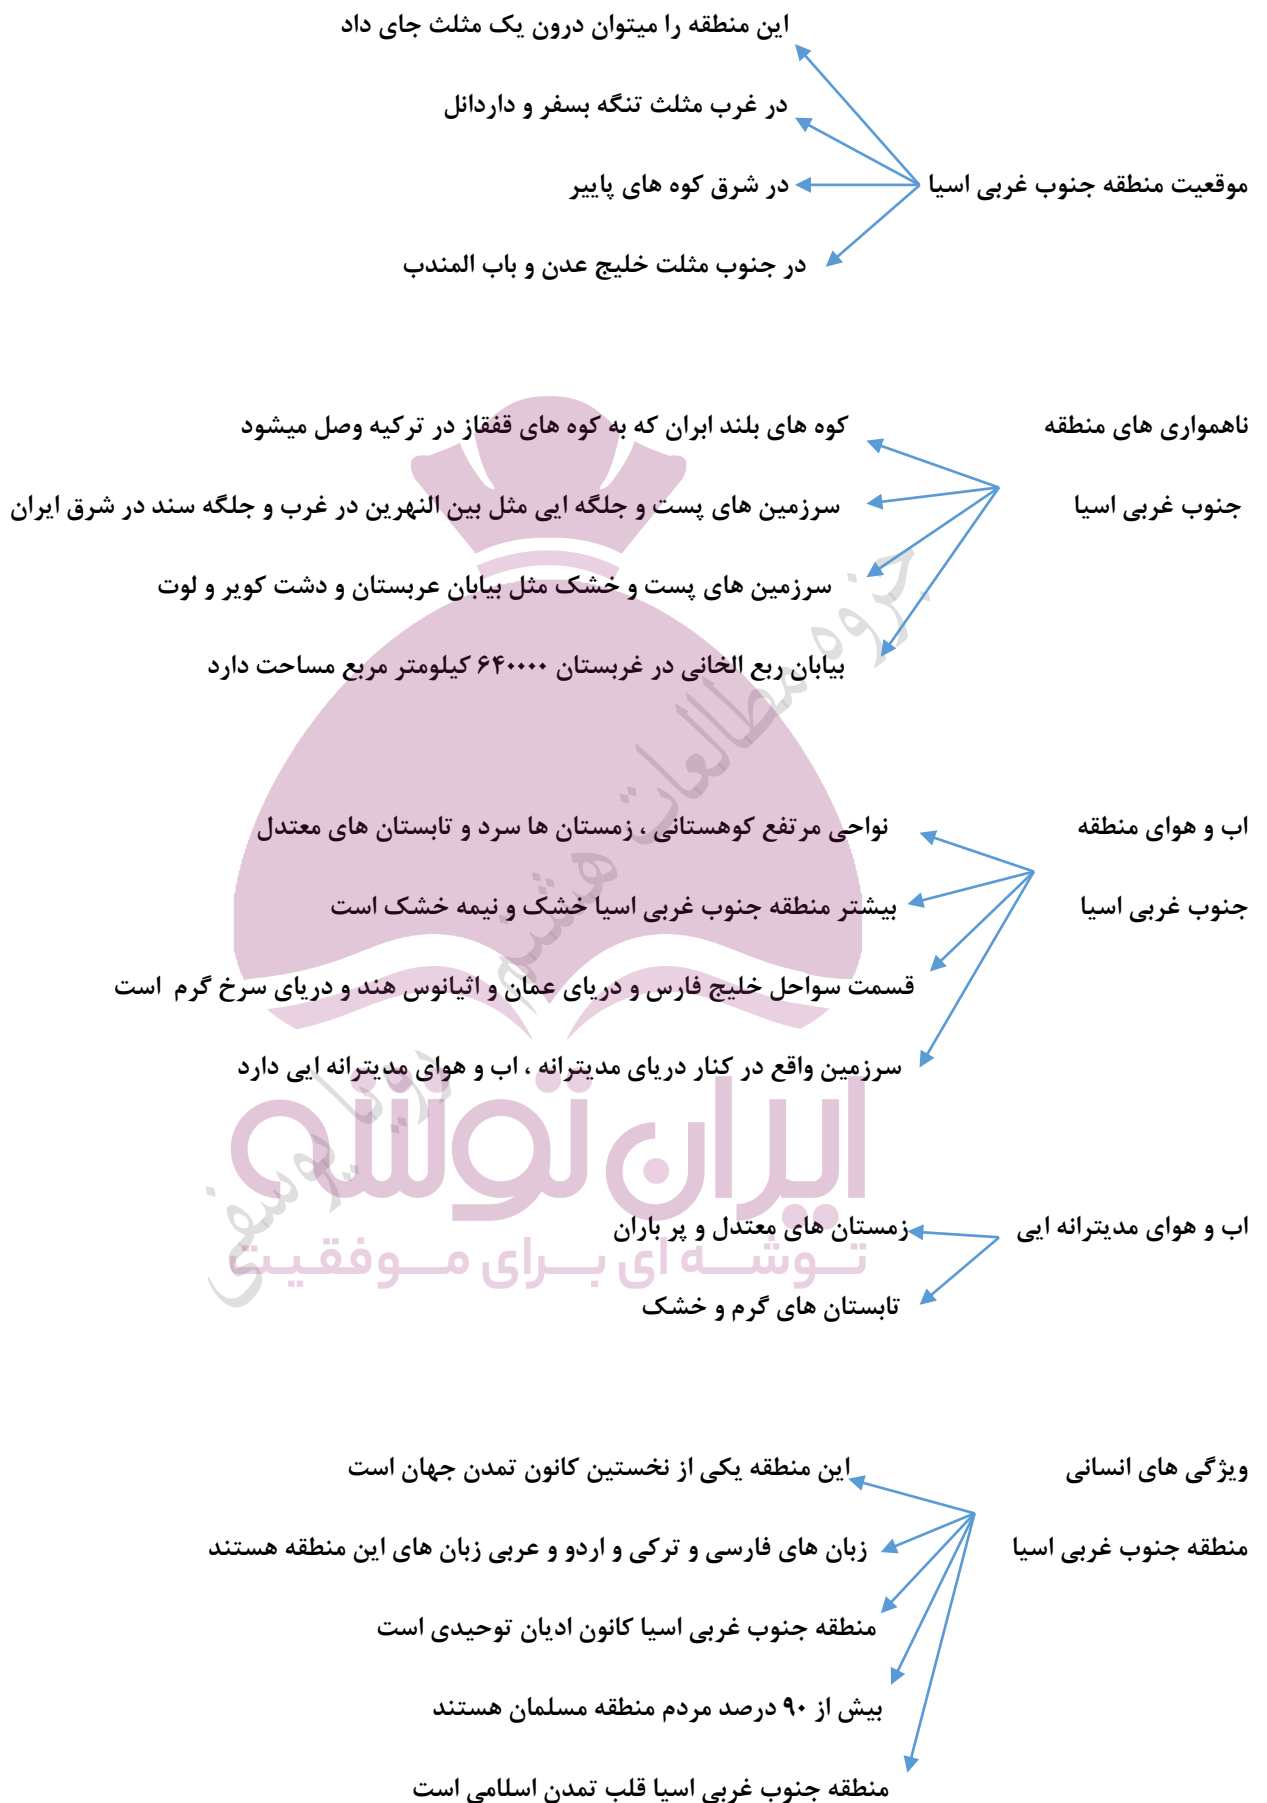 این منطقه را میتوان درون یک مثلث جای داد
در غرب مثلث تنگه بسفر و داردانل
موقعیت منطقه جنوب غربی اسیا
در شرق کوه های پاییر
در جنوب مثلت خلیج عدن و باب المندب
ناهمواری های منطقه
کوه های بلند ابران که به کوه های قفقاز در ترکیه وصل میشود
جنوب غربی اسیا
سرزمین های پست و جلگه ایی مثل بین النهرین در غرب و جلگه سند در شرق ایران
سرزمین های پست و خشک مثل بیابان عربستان و دشت کویر و لوت
بیابان ربع الخانی در غربستان ۶۴۰۰۰۰ کیلومتر مربع مساحت دارد
اب و هوای منطقه
نواحی مرتفع کوهستانی ، زمستان ها سرد و تابستان های معتدل
جنوب غربی اسیا
بیشتر منطقه جنوب غربی اسیا خشک و نیمه خشک است
قسمت سواحل خلیج فارس و دریای عمان و اثیانوس هند و دریای سرخ گرم است
سرزمین واقع در کنار دریای مدیترانه ، اب و هوای مدیترانه ایی دارد
اب و هوای مدیترانه ایی
زمستان های معتدل و پر باران
تابستان های گرم و خشک
ویژگی های انسانی
این منطقه یکی از نخستین کانون تمدن جهان است
منطقه جنوب غربی اسیا
زبان های فارسی و ترکی و اردو و عربی زبان های این منطقه هستند
منطقه جنوب غربی اسیا کانون ادیان توحیدی است
بیش از ۹۰ درصد مردم منطقه مسلمان هستند
منطقه جنوب غربی اسیا قلب تمدن اسلامی است
جزوه مطالعات هشتم
رویا یوسفی
ایران توشه
توشه ای برای موفقیت